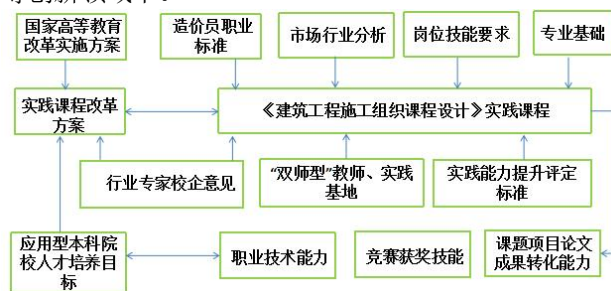 国家高等教育
改革实施方案
造价员职业
标准
市场行业分析
岗位技能要求
专业基础
实践课程改革
方案
《建筑工程施工组织课程设计》实践课程
行业专家校企意见
“双师型”教师、实践
基地
实践能力提升评定
标准
应用型本科院
校人才培养目
标
职业技术能力
竞赛获奖技能
课题项目论文
成果转化能力